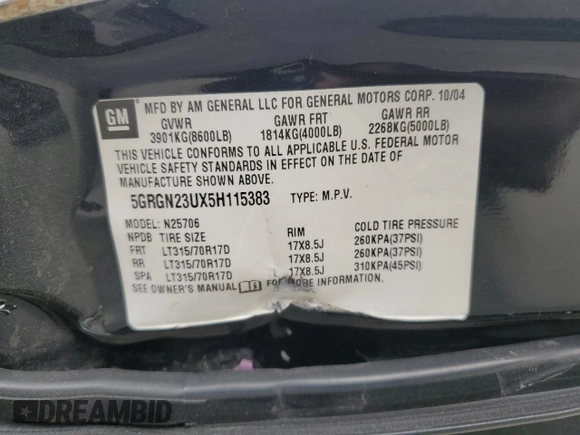 GM
MFD BY AM GENERAL LLC FOR GENERAL MOTORS CORP. 10/04
GVWR GAWR FRT GAWR RR
3901KG(8600LB) 1814KG(4000LB) 2268KG(5000LB)
THIS VEHICLE CONFORMS TO ALL APPLICABLE U.S. FEDERAL MOTOR
VEHICLE SAFETY STANDARDS IN EFFECT ON THE DATE OF
MANUFACTURE SHOWN ABOVE.
5GRGN23UX5H115383 TYPE: M.P.V.
MODEL: N25706
NPDB TIRE SIZE RIM COLD TIRE PRESSURE
FRT LT315/70R17D 17X8.5J 260KPA(37PSI)
RR LT315/70R17D 17X8.5J 260KPA(37PSI)
SPA LT315/70R17D 17X8.5J 310KPA(45PSI)
SEE OWNER'S MANUAL FOR MORE INFORMATION.
DREAMBID